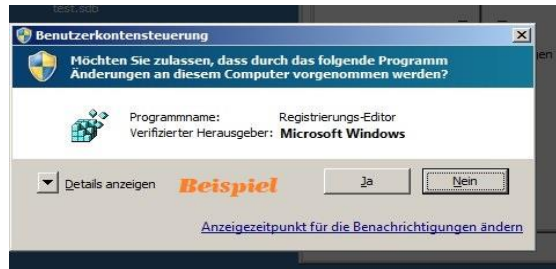 test.sdb
Benutzerkontensteuerung
Möchten Sie zulassen, dass durch das folgende Programm
Änderungen an diesem Computer vorgenommen werden?
Programmname: Registrierungs-Editor
Verifizierter Herausgeber: Microsoft Windows
Details anzeigen Beispiel Ja Nein
Anzeigezeitpunkt für die Benachrichtigungen ändern